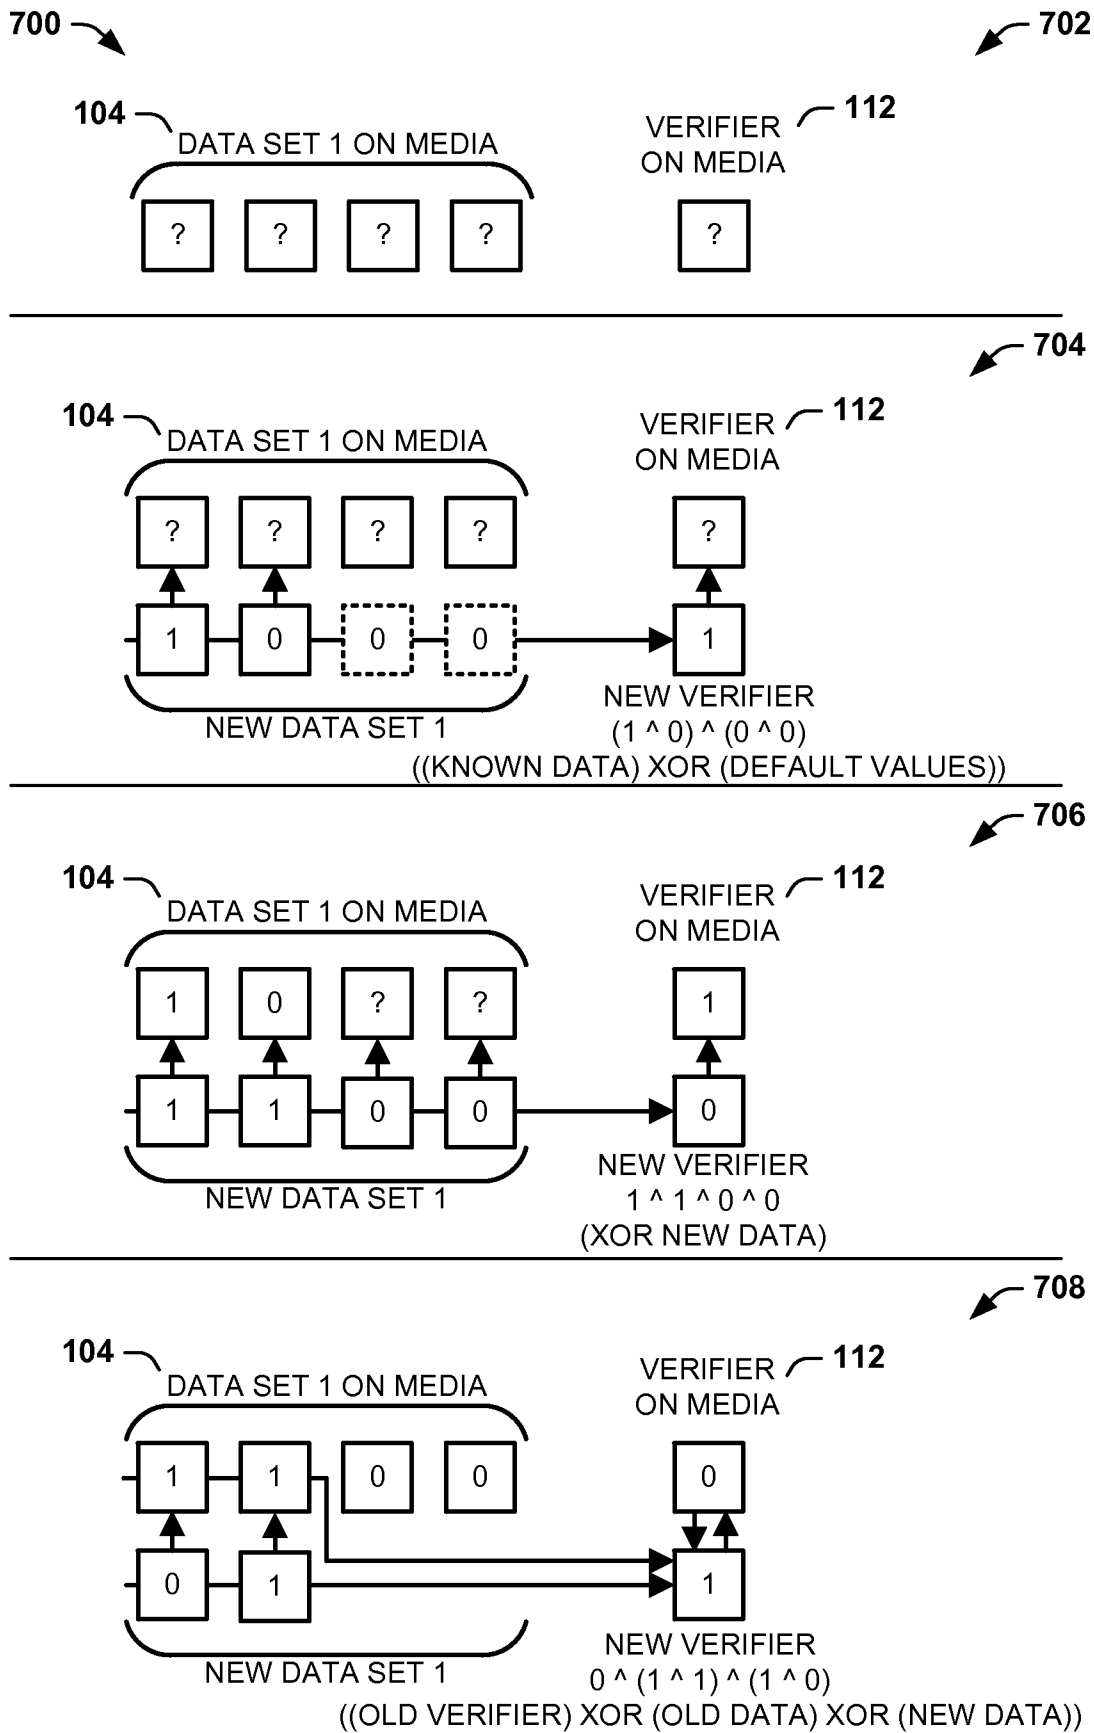 700 702
104 112
DATA SET 1 ON MEDIA
VERIFIER
ON MEDIA
? ? ? ? ?
704
104 112
DATA SET 1 ON MEDIA
VERIFIER
ON MEDIA
? ? ? ? ?
1 0 0 0 1
NEW DATA SET 1
NEW VERIFIER
(1 ^ 0) ^ (0 ^ 0)
((KNOWN DATA) XOR (DEFAULT VALUES))
706
104 112
DATA SET 1 ON MEDIA
VERIFIER
ON MEDIA
1 0 ? ? 1
1 1 0 0 0
NEW DATA SET 1
NEW VERIFIER
1 ^ 1 ^ 0 ^ 0
(XOR NEW DATA)
708
104 112
DATA SET 1 ON MEDIA
VERIFIER
ON MEDIA
1 1 0 0 0
0 1 1
NEW DATA SET 1
NEW VERIFIER
0 ^ (1 ^ 1) ^ (1 ^ 0)
((OLD VERIFIER) XOR (OLD DATA) XOR (NEW DATA))